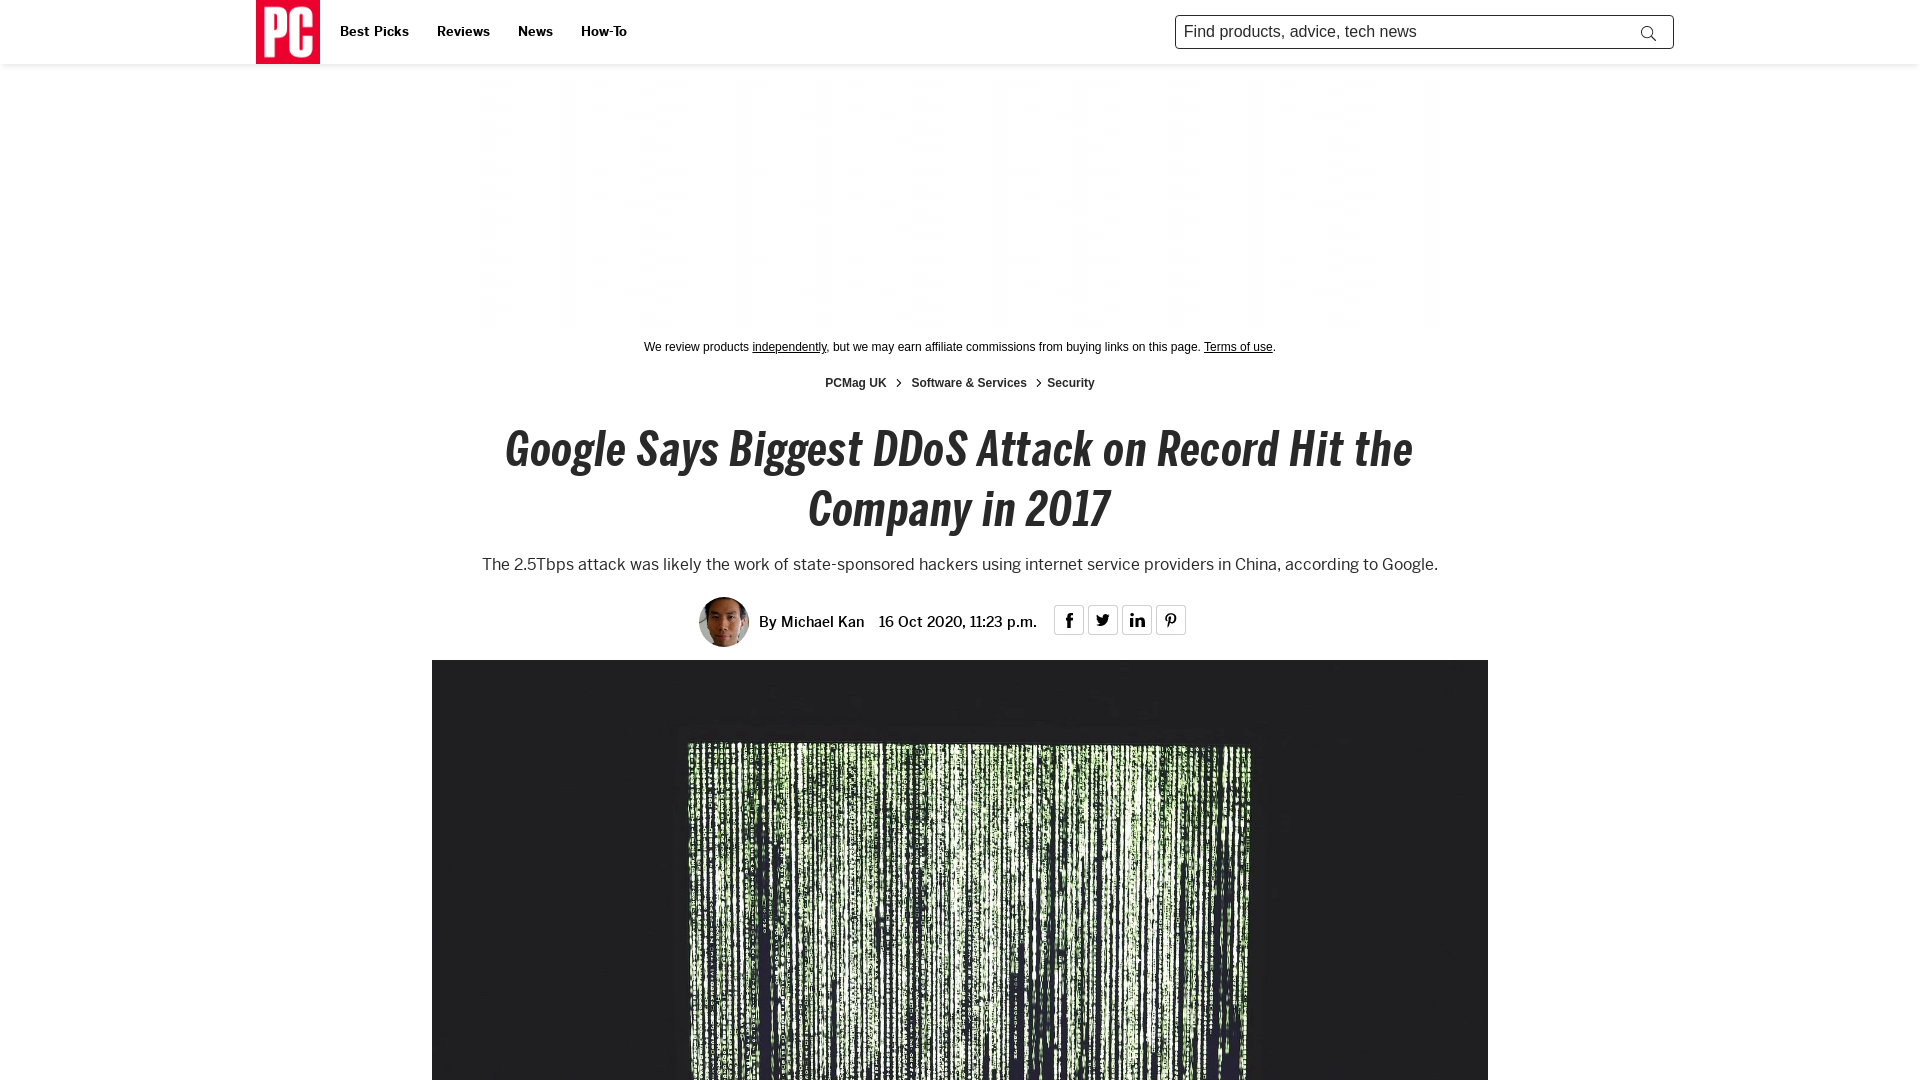 PC
Best Picks
Reviews
News
How-To
Find products, advice, tech news
We review products independently, but we may earn affiliate commissions from buying links on this page. Terms of use.
PCMag UK > Software & Services > Security
Google Says Biggest DDoS Attack on Record Hit the
Company in 2017
The 2.5Tbps attack was likely the work of state-sponsored hackers using internet service providers in China, according to Google.
By Michael Kan 16 Oct 2020, 11:23 p.m.